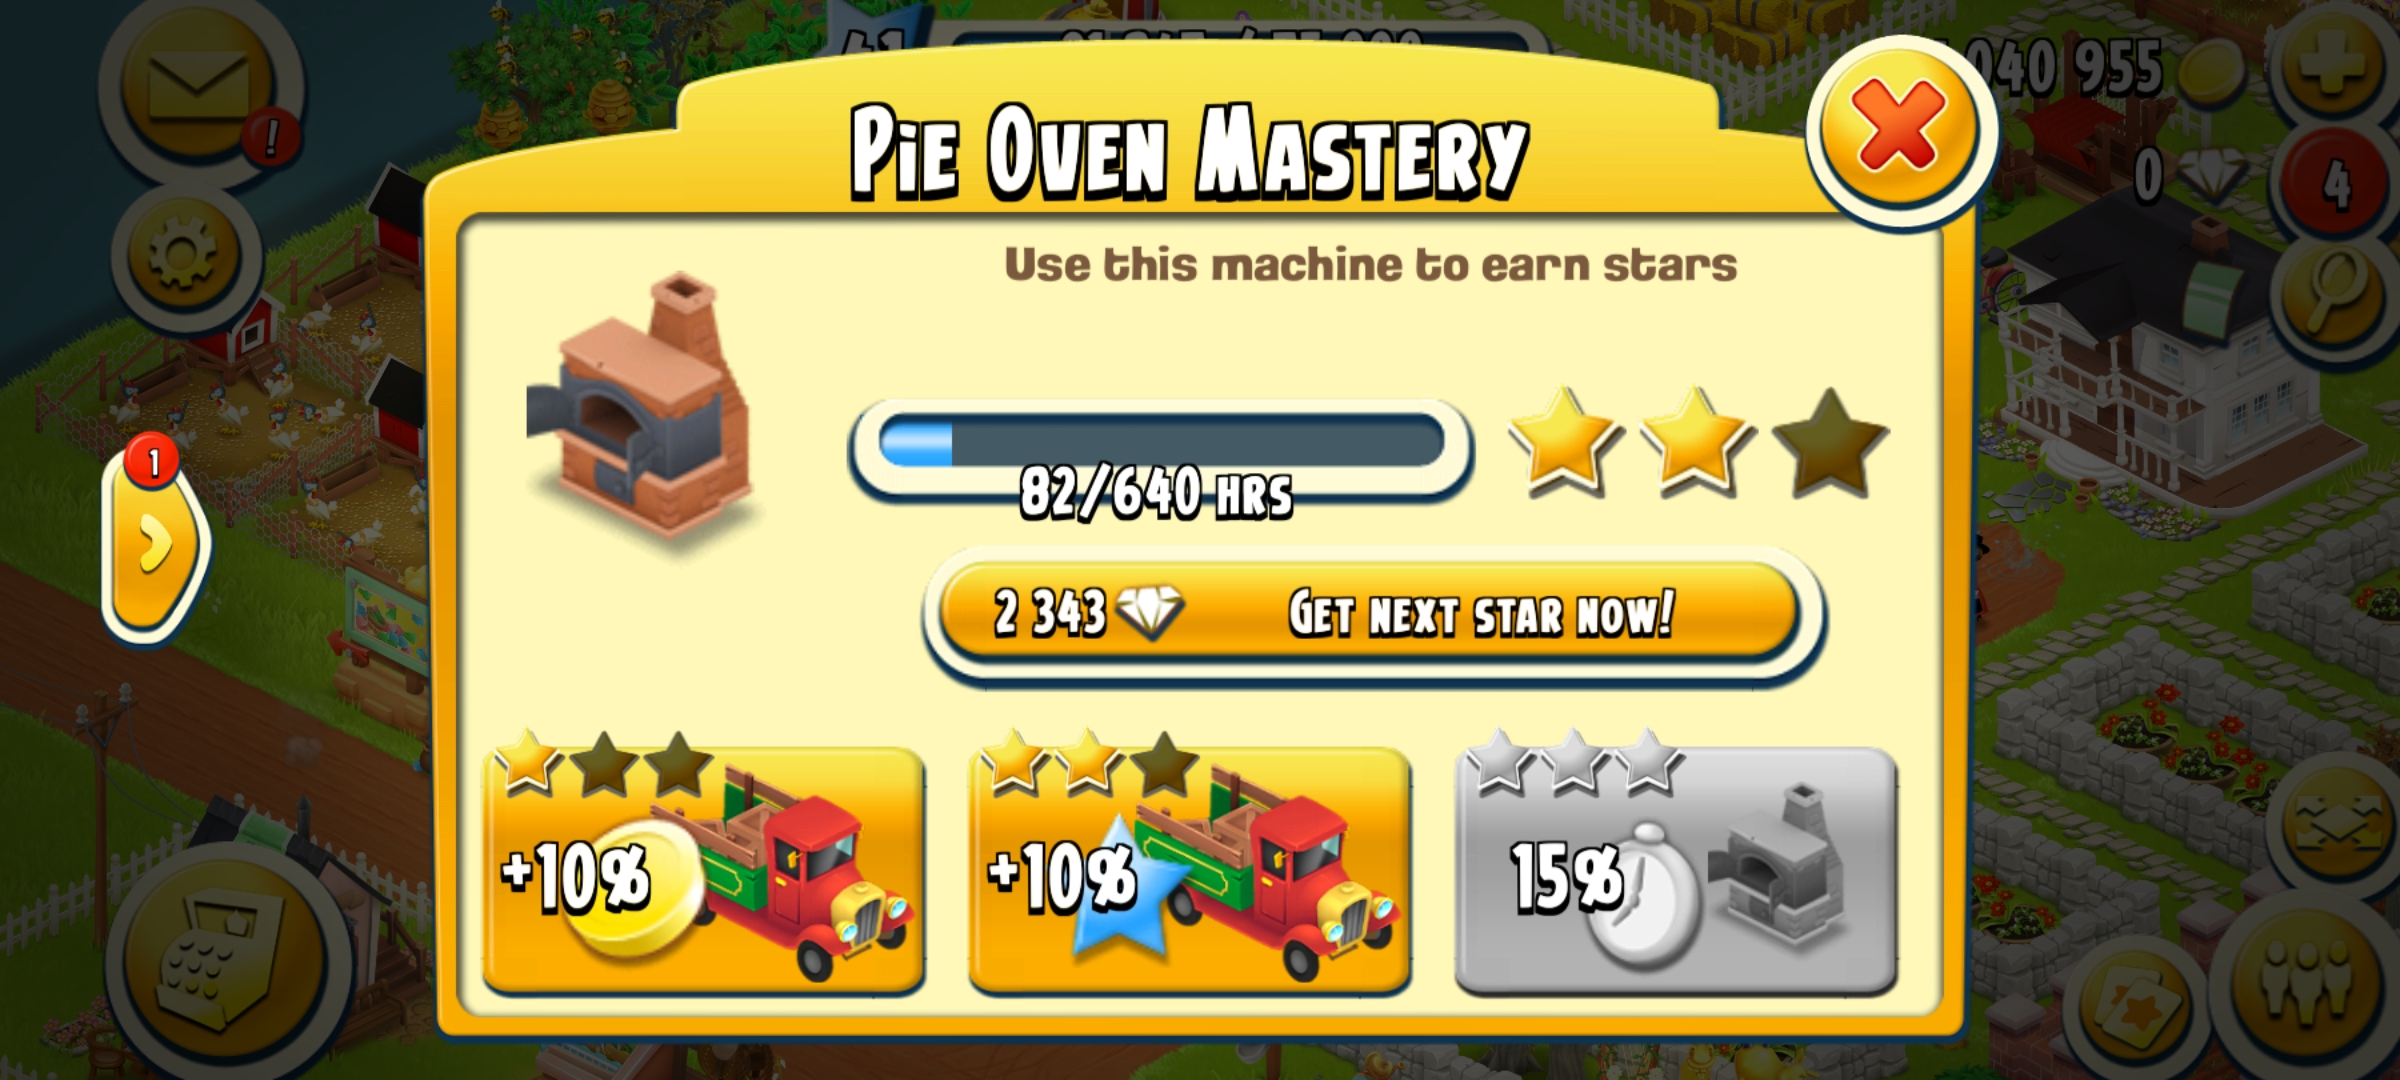 040 955
!
Pie Oven Mastery
0
4
Use this machine to earn stars
1
82/640 HRS
2 343
Get next star now!
+10%
+10%
15%